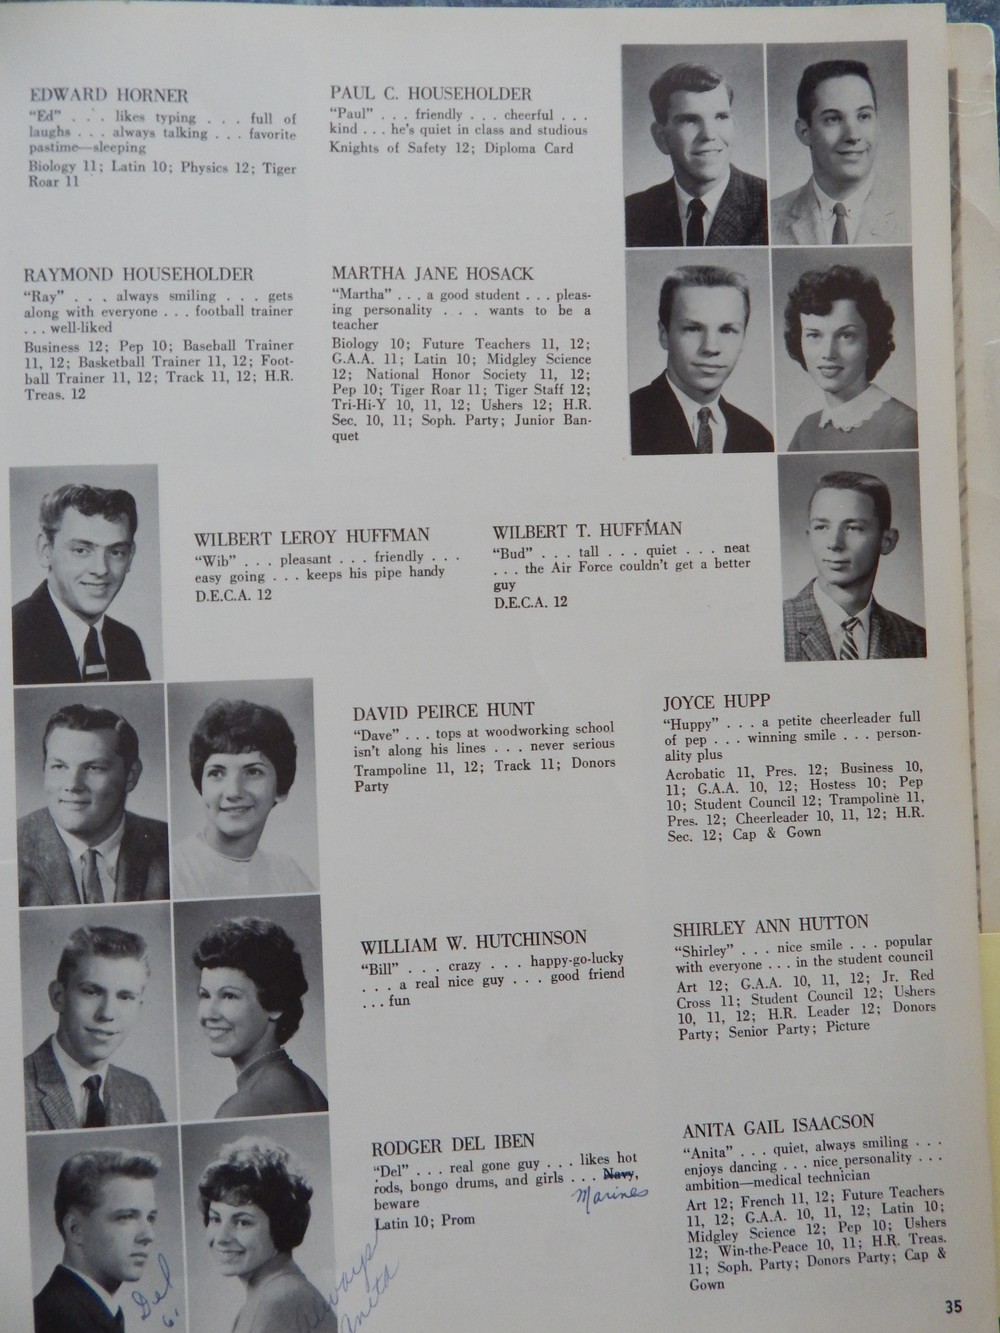 EDWARD HORNER
"Ed" . . . likes typing . . . full of
laughs . . . always talking . . . favorite
pastime—sleeping
Biology 11; Latin 10; Physics 12; Tiger
Roar 11
PAUL C. HOUSEHOLDER
"Paul" . . . friendly . . . cheerful . . .
kind . . . he's quiet in class and studious
Knights of Safety 12; Diploma Card
RAYMOND HOUSEHOLDER
"Ray" . . . always smiling . . . gets
along with everyone . . . football trainer
. . . well-liked
Business 12; Pep 10; Baseball Trainer
11, 12; Basketball Trainer 11, 12; Foot-
ball Trainer 11, 12; Track 11, 12; H.R.
Treas. 12
MARTHA JANE HOSACK
"Martha" . . . a good student . . . pleas-
ing personality . . . wants to be a
teacher
Biology 10; Future Teachers 11, 12;
G.A.A. 11; Latin 10; Midgley Science
12; National Honor Society 11, 12;
Pep 10; Tiger Roar 11; Tiger Staff 12;
Tri-Hi-Y 10, 11, 12; Ushers 12; H.R.
Sec. 10, 11; Soph. Party; Junior Ban-
quet
WILBERT LEROY HUFFMAN
"Wib" . . . pleasant . . . friendly . . .
easy going . . . keeps his pipe handy
D.E.C.A. 12
WILBERT T. HUFFMAN
"Bud" . . . tall . . . quiet . . . neat
. . . the Air Force couldn't get a better
guy
D.E.C.A. 12
DAVID PEIRCE HUNT
"Dave" . . . tops at woodworking school
isn't along his lines . . . never serious
Trampoline 11, 12; Track 11; Donors
Party
JOYCE HUPP
"Huppy" . . . a petite cheerleader full
of pep . . . winning smile . . . person-
ality plus
Acrobatic 11, Pres. 12; Business 10,
11; G.A.A. 10, 12; Hostess 10; Pep
10; Student Council 12; Trampoline 11,
Pres. 12; Cheerleader 10, 11, 12; H.R.
Sec. 12; Cap & Gown
WILLIAM W. HUTCHINSON
"Bill" . . . crazy . . . happy-go-lucky
. . . a real nice guy . . . good friend
. . . fun
SHIRLEY ANN HUTTON
"Shirley" . . . nice smile . . . popular
with everyone . . . in the student council
Art 12; G.A.A. 10, 11, 12; Jr. Red
Cross 11; Student Council 12; Ushers
10, 11, 12; H.R. Leader 12; Donors
Party; Senior Party; Picture
RODGER DEL IBEN
"Del" . . . real gone guy . . . likes hot
rods, bongo drums, and girls . . . Navy,
Marines
beware
Latin 10; Prom
ANITA GAIL ISAACSON
"Anita" . . . quiet, always smiling . . .
enjoys dancing . . . nice personality . . .
ambition—medical technician
Art 12; French 11, 12; Future Teachers
11, 12; G.A.A. 10, 11, 12; Latin 10;
Midgley Science 12; Pep 10; Ushers
12; Win-the-Peace 10, 11; H.R. Treas.
11; Soph. Party; Donors Party; Cap &
Gown
Del
Always
Anita
35